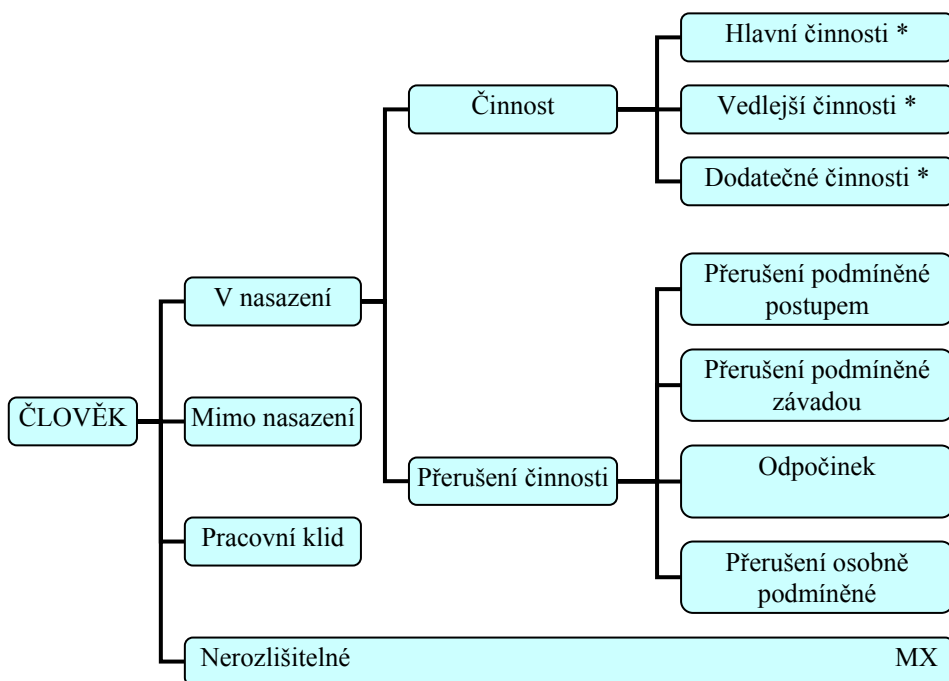 Hlavní činnosti *
Činnost
Vedlejší činnosti *
Dodatečné činnosti *
V nasazení
Přerušení podmíněné
postupem
Přerušení podmíněné
závadou
ČLOVĚK
Mimo nasazení
Přerušení činnosti
Odpočinek
Pracovní klid
Přerušení osobně
podmíněné
Nerozlišitelné MX